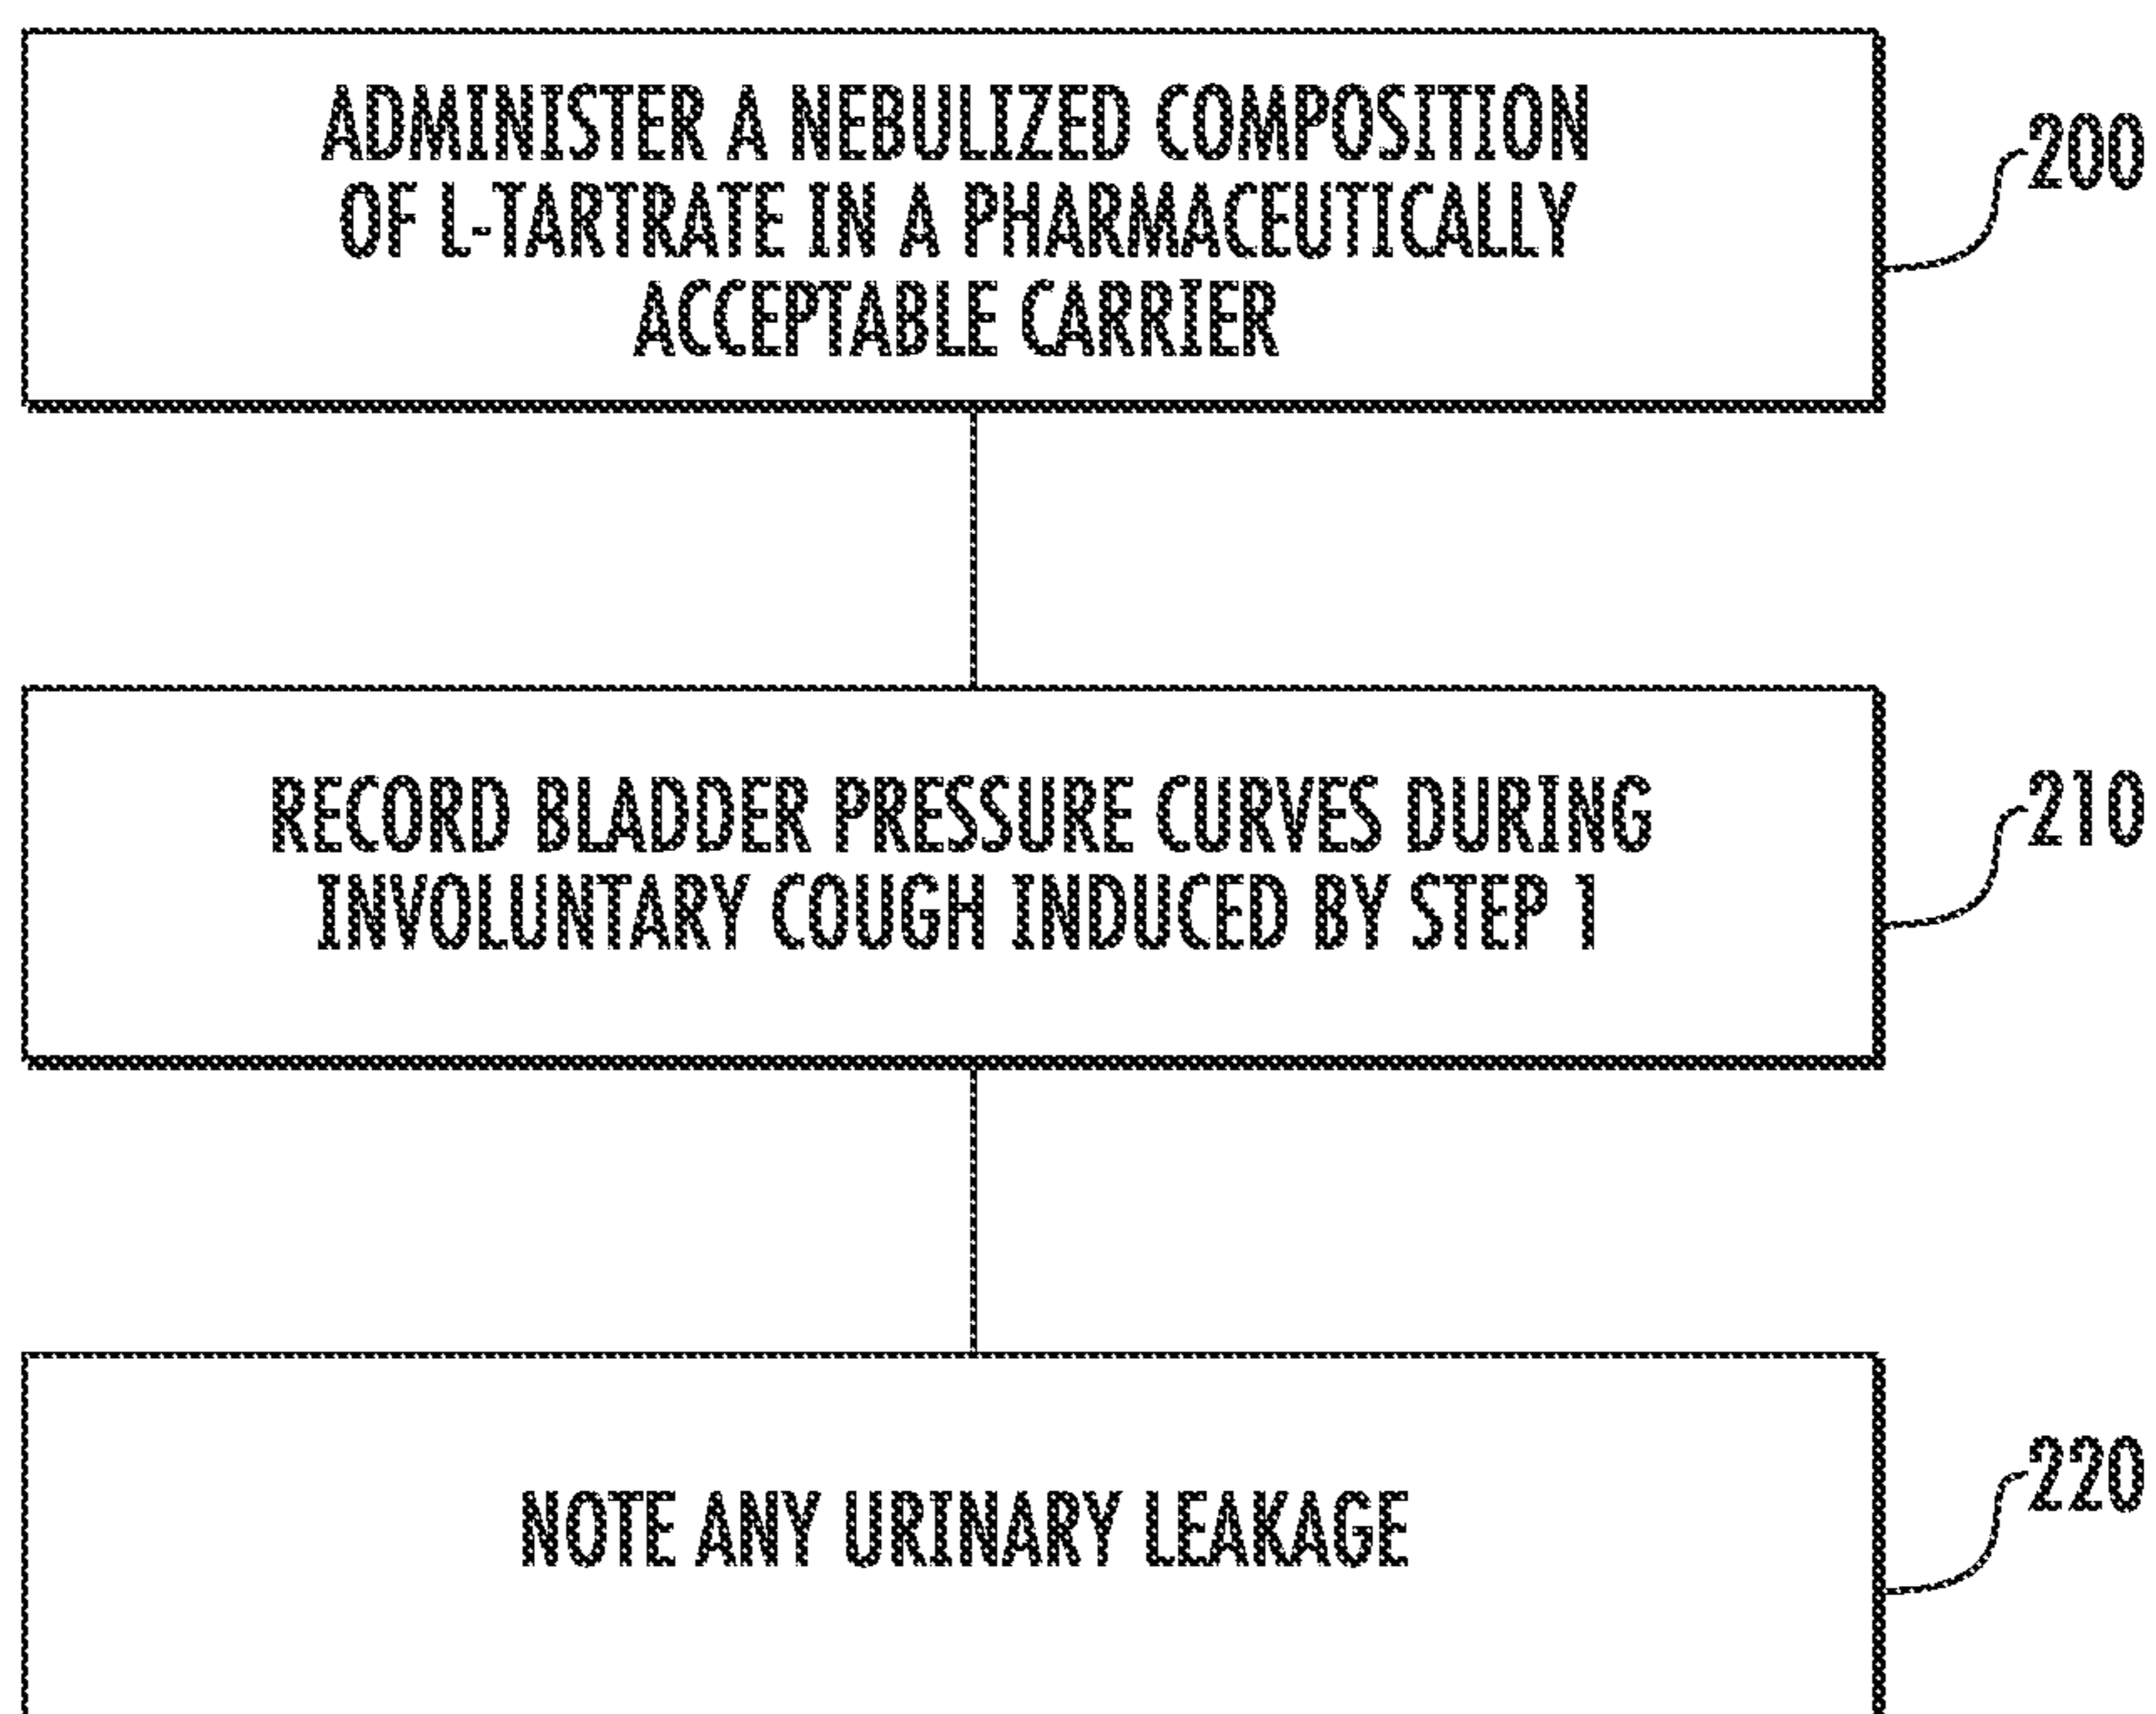 ADMINISTER A NEBULIZED COMPOSITION
OF L-TARTRATE IN A PHARMACEUTICALLY
ACCEPTABLE CARRIER
200
RECORD BLADDER PRESSURE CURVES DURING
INVOLUNTARY COUGH INDUCED BY STEP 1
210
NOTE ANY URINARY LEAKAGE
220